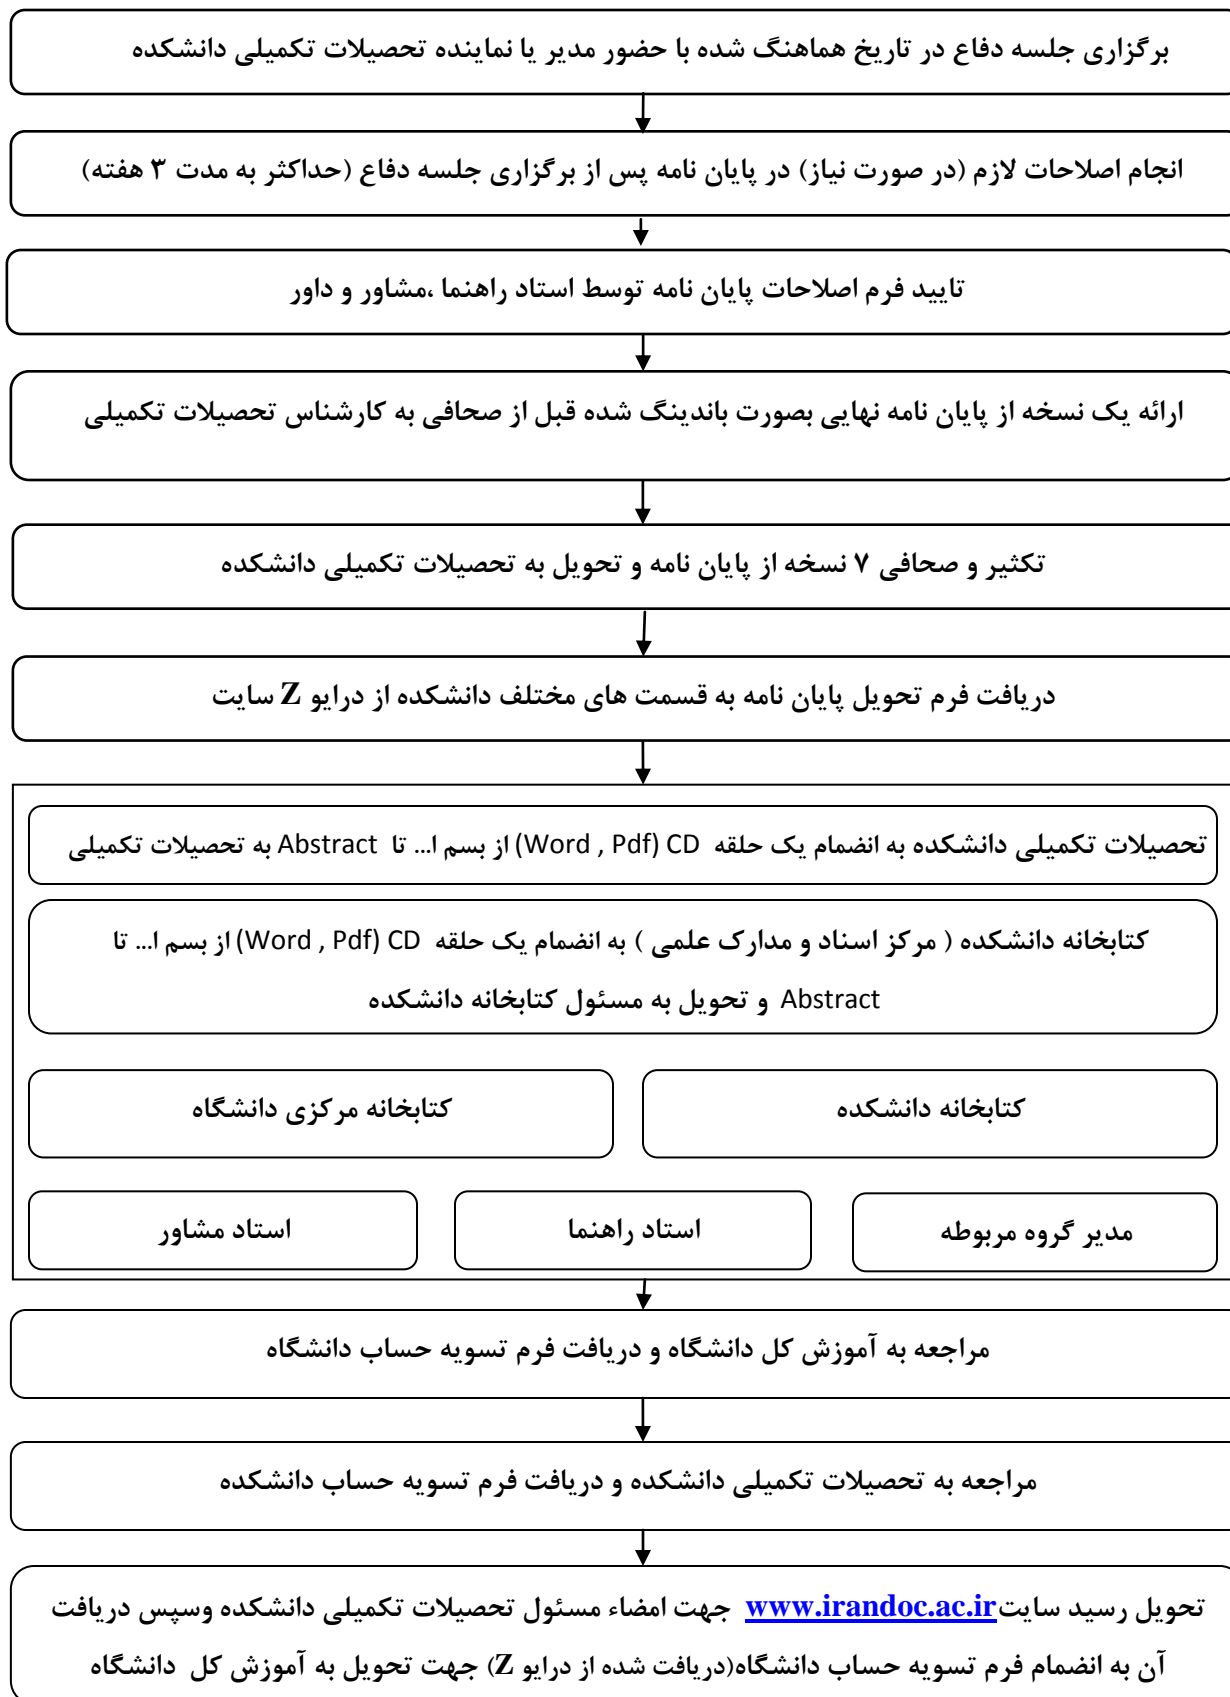 برگزاری جلسه دفاع در تاریخ هماهنگ شده با حضور مدیر یا نماینده تحصیلات تکمیلی دانشکده
انجام اصلاحات لازم (در صورت نیاز) در پایان نامه پس از برگزاری جلسه دفاع (حداکثر به مدت ۳ هفته)
تایید فرم اصلاحات پایان نامه توسط استاد راهنما ،مشاور و داور
ارائه یک نسخه از پایان نامه نهایی بصورت باندینگ شده قبل از صحافی به کارشناس تحصیلات تکمیلی
تکثیر و صحافی ۷ نسخه از پایان نامه و تحویل به تحصیلات تکمیلی دانشکده
دریافت فرم تحویل پایان نامه به قسمت های مختلف دانشکده از درایو Z سایت
تحصیلات تکمیلی دانشکده به انضمام یک حلقه CD (Word , Pdf) از بسم ا... تا Abstract به تحصیلات تکمیلی
کتابخانه دانشکده ( مرکز اسناد و مدارک علمی ) به انضمام یک حلقه CD (Word , Pdf) از بسم ا... تا
Abstract و تحویل به مسئول کتابخانه دانشکده
کتابخانه دانشکده
کتابخانه مرکزی دانشگاه
مدیر گروه مربوطه
استاد راهنما
استاد مشاور
مراجعه به آموزش کل دانشگاه و دریافت فرم تسویه حساب دانشگاه
مراجعه به تحصیلات تکمیلی دانشکده و دریافت فرم تسویه حساب دانشکده
تحویل رسید سایتwww.irandoc.ac.ir جهت امضاء مسئول تحصیلات تکمیلی دانشکده وسپس دریافت
آن به انضمام فرم تسویه حساب دانشگاه(دریافت شده از درایو Z) جهت تحویل به آموزش کل دانشگاه